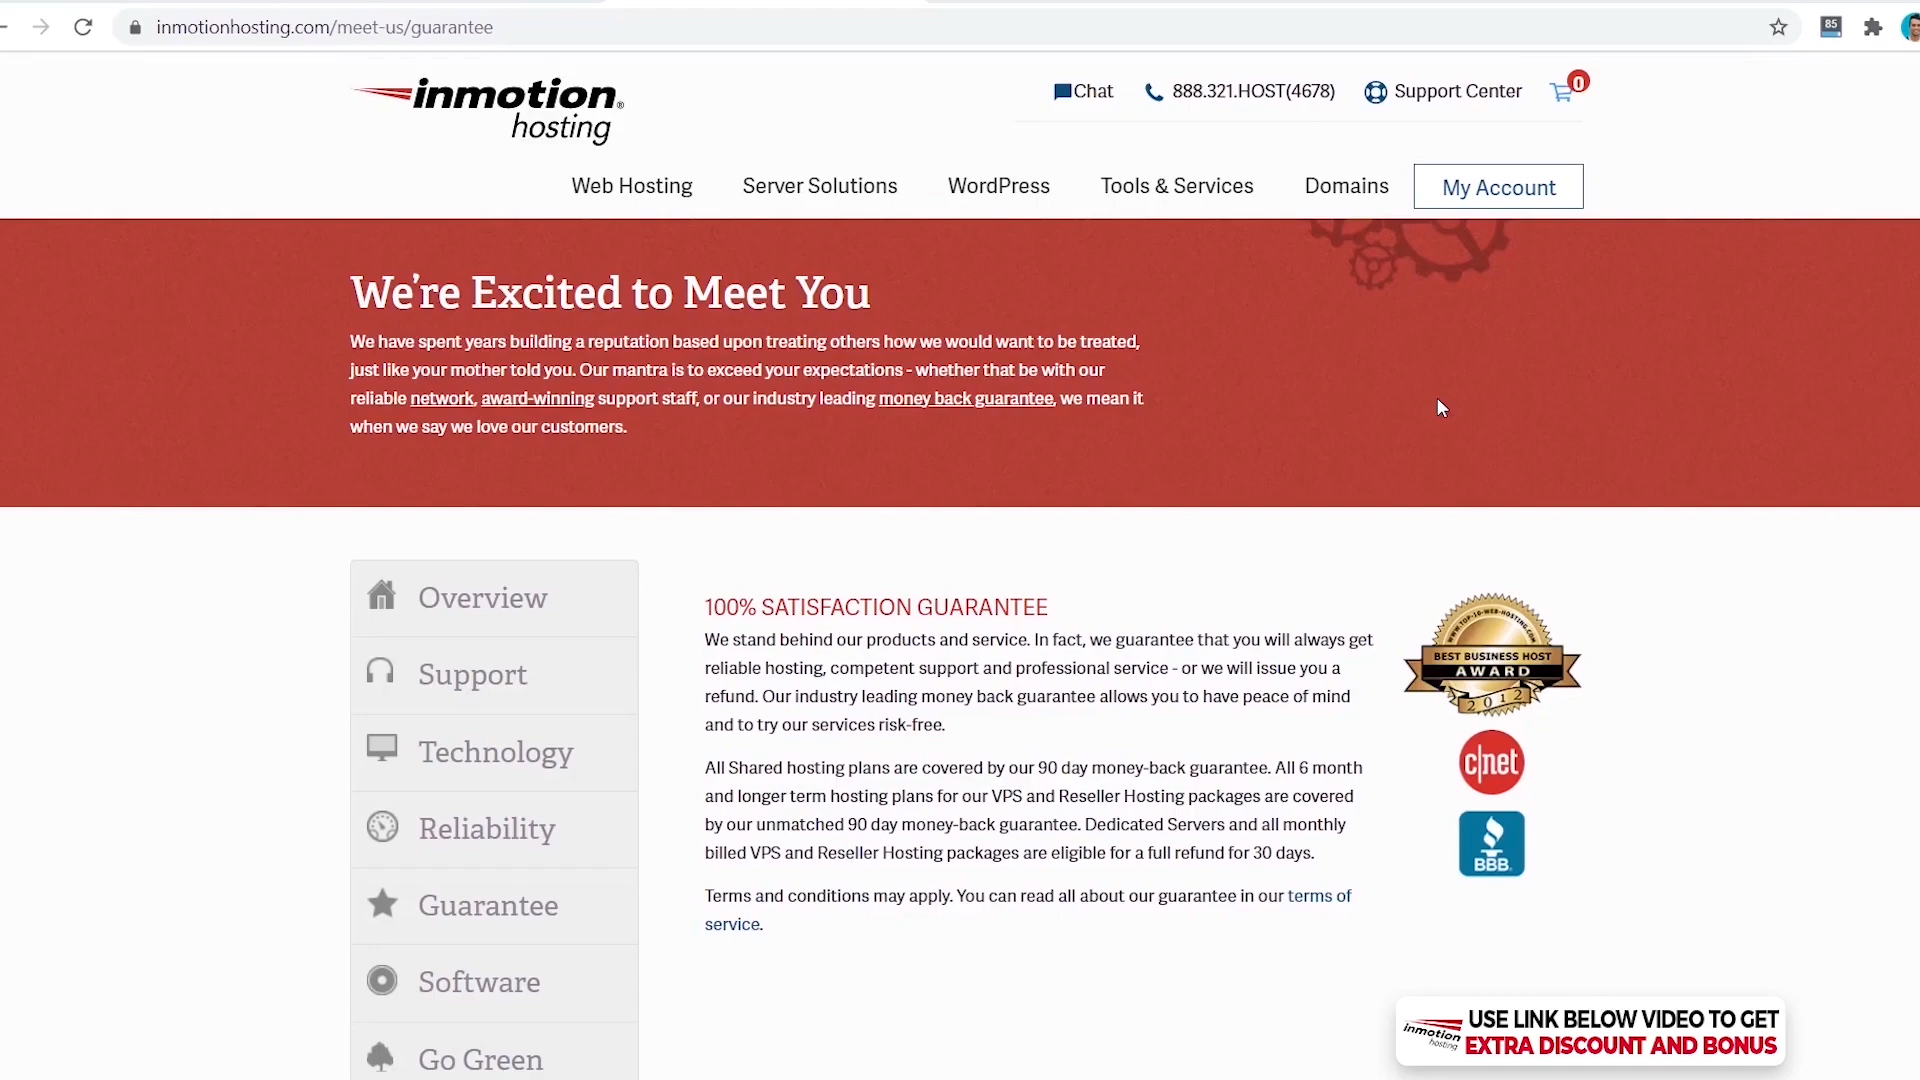 inmotionhosting.com/meet-us/guarantee
85
inmotion®
hosting
Chat
888.321.HOST(4678)
Support Center
0
Web Hosting
Server Solutions
WordPress
Tools & Services
Domains
My Account
We're Excited to Meet You
We have spent years building a reputation based upon treating others how we would want to be treated,
just like your mother told you. Our mantra is to exceed your expectations - whether that be with our
reliable network, award-winning support staff, or our industry leading money back guarantee, we mean it
when we say we love our customers.
Overview
Support
Technology
Reliability
Guarantee
Software
Go Green
100% SATISFACTION GUARANTEE
We stand behind our products and service. In fact, we guarantee that you will always get
reliable hosting, competent support and professional service - or we will issue you a
refund. Our industry leading money back guarantee allows you to have peace of mind
and to try our services risk-free.
All Shared hosting plans are covered by our 90 day money-back guarantee. All 6 month
and longer term hosting plans for our VPS and Reseller Hosting packages are covered
by our unmatched 90 day money-back guarantee. Dedicated Servers and all monthly
billed VPS and Reseller Hosting packages are eligible for a full refund for 30 days.
Terms and conditions may apply. You can read all about our guarantee in our terms of
service.
WWW.TOP-10-WEB-HOSTING.COM
BEST BUSINESS HOST
AWARD
2012
c|net
BBB.
inmotion
hosting
USE LINK BELOW VIDEO TO GET
EXTRA DISCOUNT AND BONUS